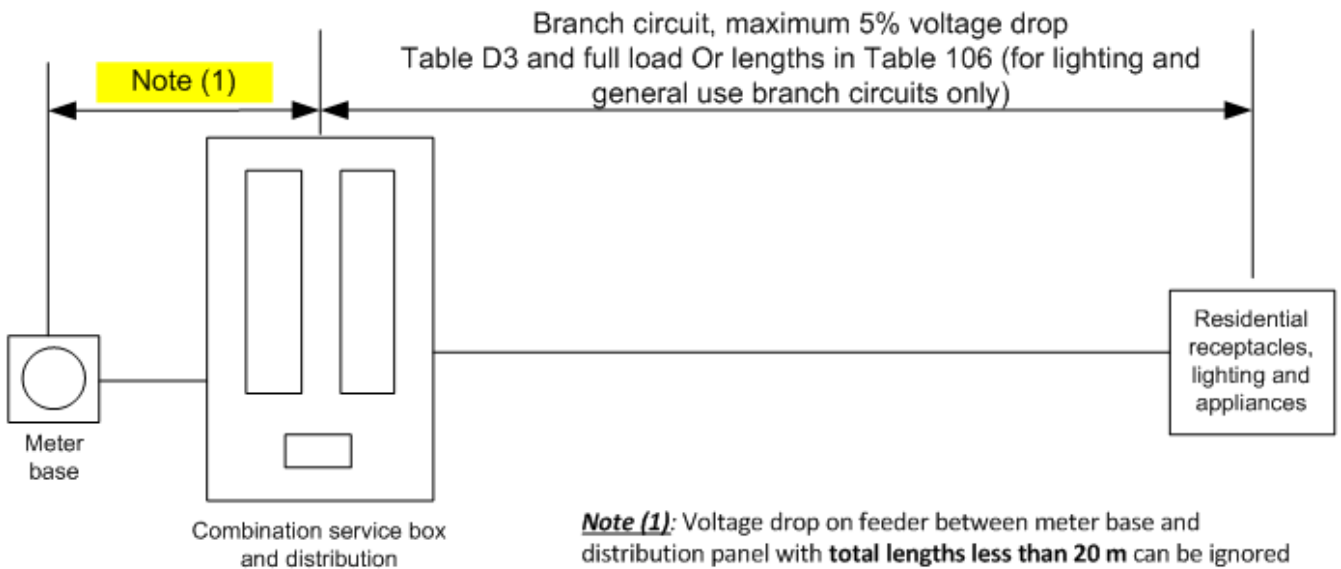 Branch circuit, maximum 5% voltage drop
Table D3 and full load Or lengths in Table 106 (for lighting and
general use branch circuits only)
Note (1)
Residential
receptacles,
lighting and
appliances
Meter
base
Combination service box
and distribution
Note (1): Voltage drop on feeder between meter base and
distribution panel with total lengths less than 20 m can be ignored